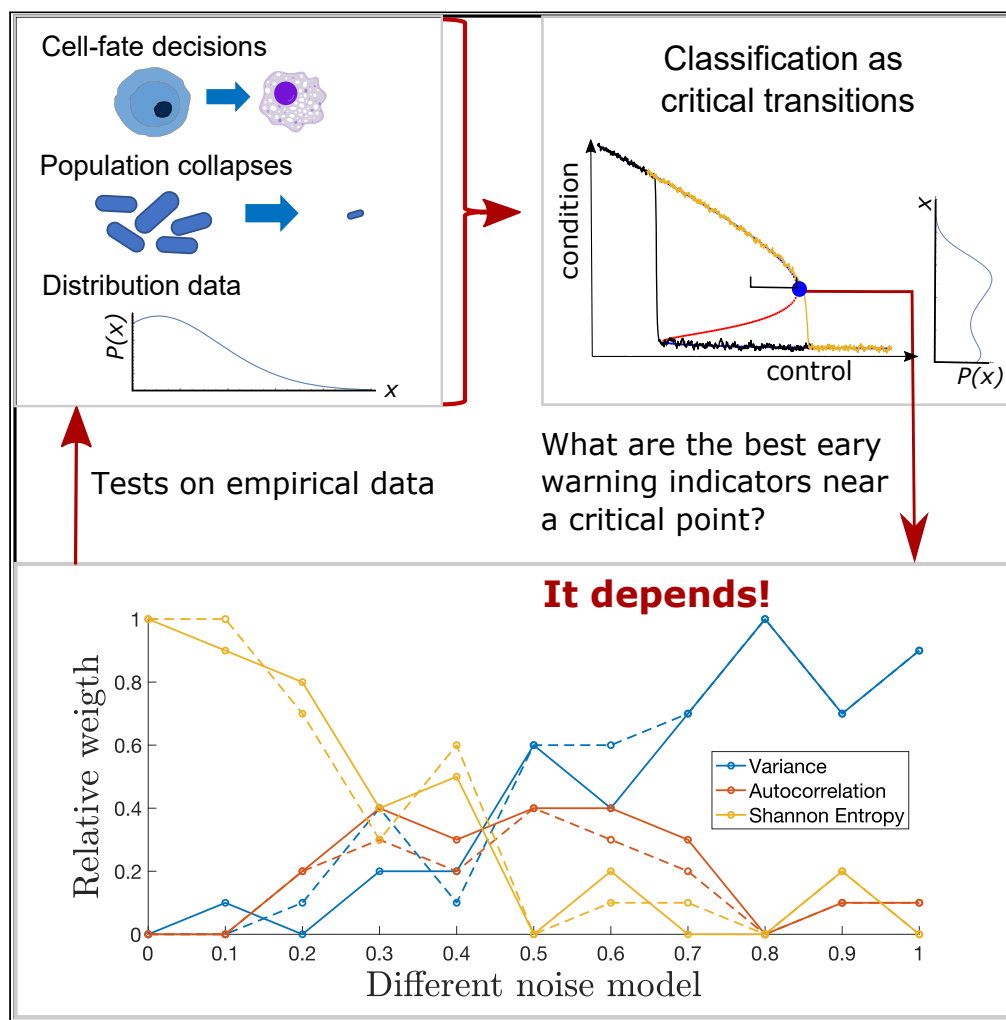 Cell-fate decisions
Population collapses
Distribution data
P(x)
x
Classification as
critical transitions
condition
control
x
P(x)
Tests on empirical data
What are the best eary
warning indicators near
a critical point?
It depends!
Relative weigth
1
0.8
0.6
0.4
0.2
0
Variance
Autocorrelation
Shannon Entropy
0 0.1 0.2 0.3 0.4 0.5 0.6 0.7 0.8 0.9 1
Different noise model